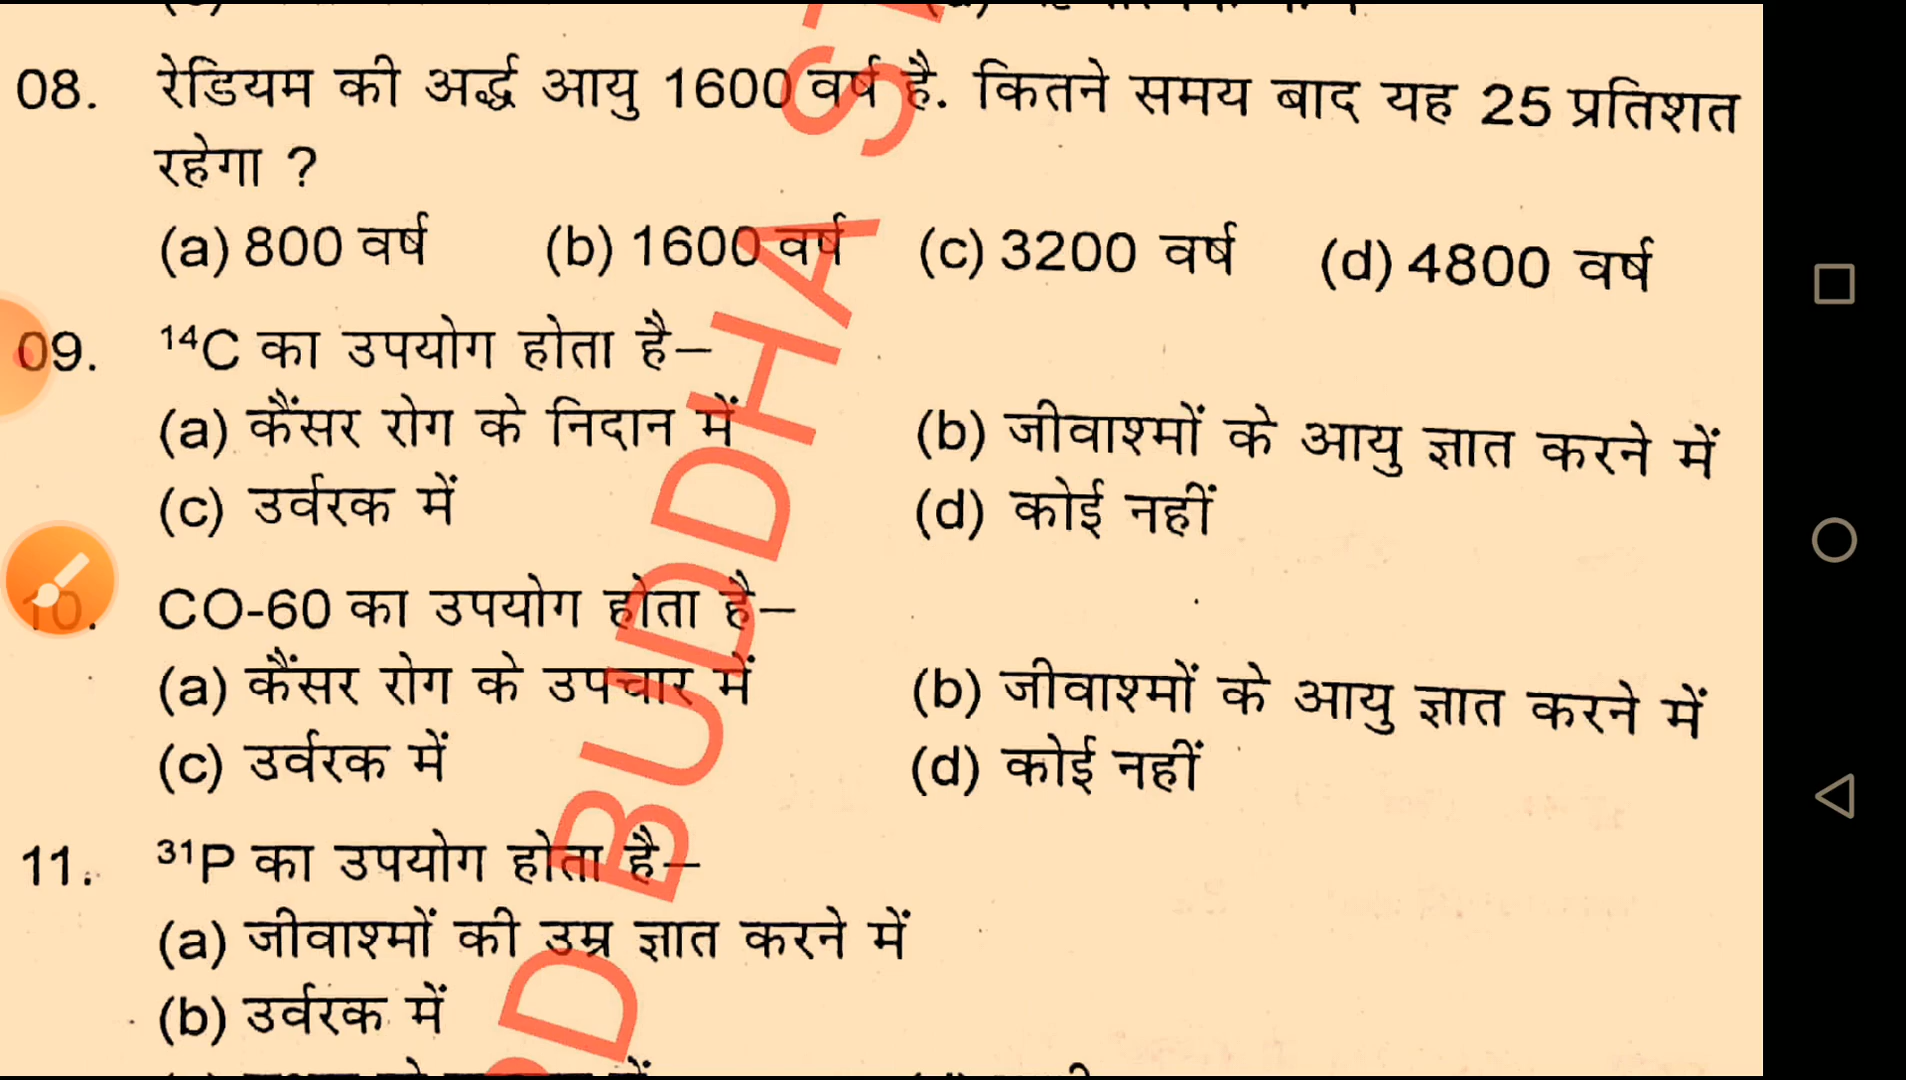 08. रेडियम की अर्द्ध आयु 1600 वर्ष है. कितने समय बाद यह 25 प्रतिशत
रहेगा ?
(a) 800 वर्ष (b) 1600 वर्ष (c) 3200 वर्ष (d) 4800 वर्ष
09. ¹⁴C का उपयोग होता है–
(a) कैंसर रोग के निदान में (b) जीवाश्मों के आयु ज्ञात करने में
(c) उर्वरक में (d) कोई नहीं
10. CO-60 का उपयोग होता है–
(a) कैंसर रोग के उपचार में (b) जीवाश्मों के आयु ज्ञात करने में
(c) उर्वरक में (d) कोई नहीं
11. ³¹P का उपयोग होता है–
(a) जीवाश्मों की उम्र ज्ञात करने में
(b) उर्वरक में
BUDDHA